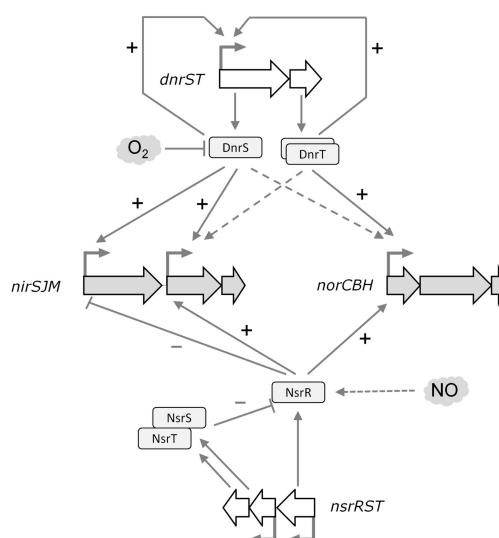 +
+
dnrST
O2
DnrS
DnrT
+
+
+
nirSJM
norCBH
+
+
–
NsrR
NO
NsrS
–
NsrT
nsrRST